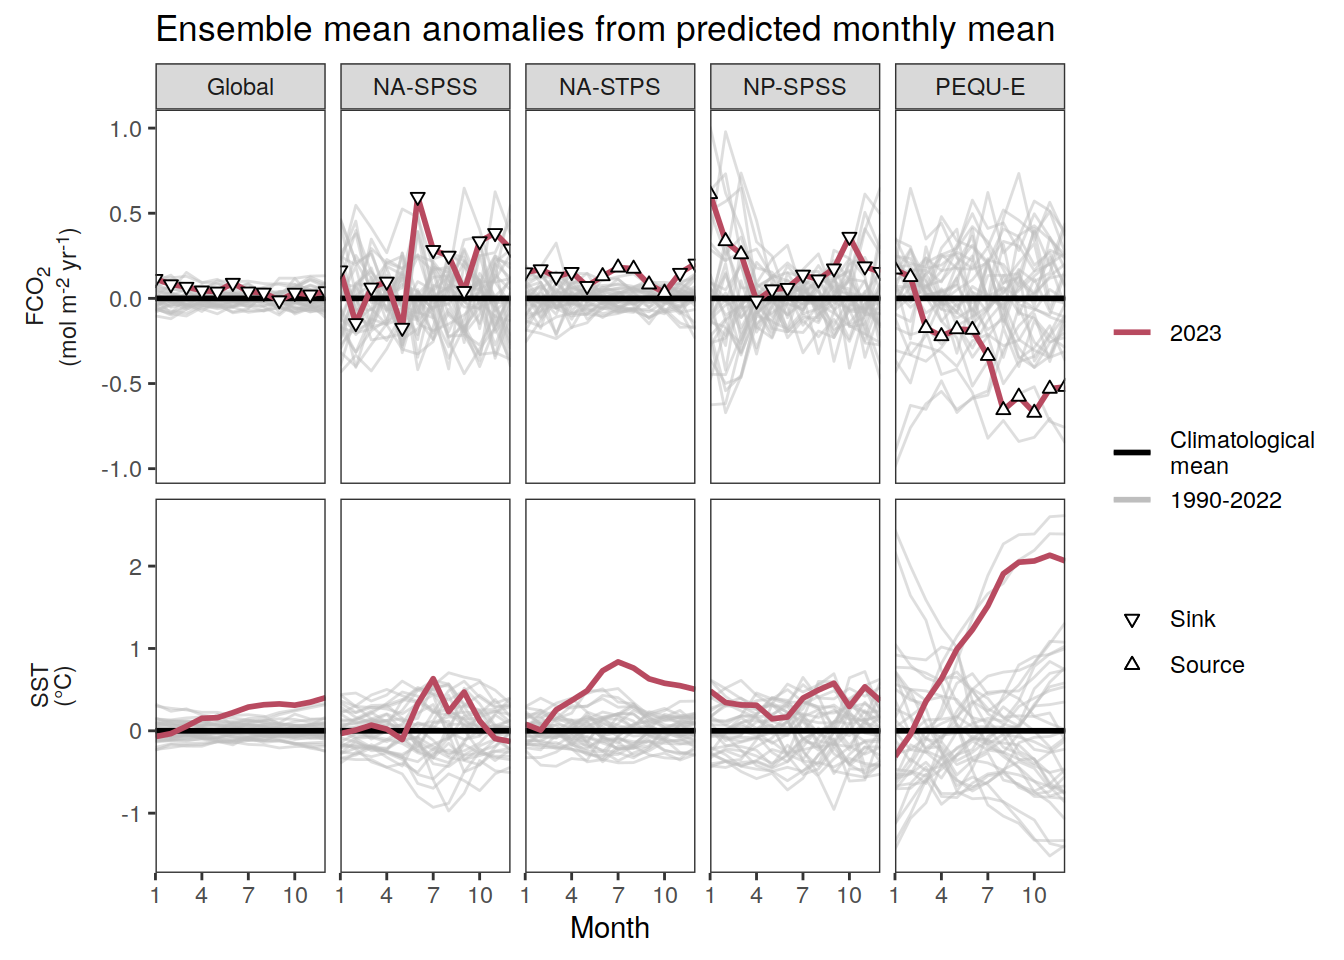 Ensemble mean anomalies from predicted monthly mean
Global NA-SPSS NA-STPS NP-SPSS PEQU-E
FCO₂
(mol m⁻² yr⁻¹)
1.0
0.5
0.0
-0.5
-1.0
SST
(°C)
2
1
0
-1
1 4 7 10 1 4 7 10 1 4 7 10 1 4 7 10 1 4 7 10
Month
2023
Climatological
mean
1990-2022
Sink
Source